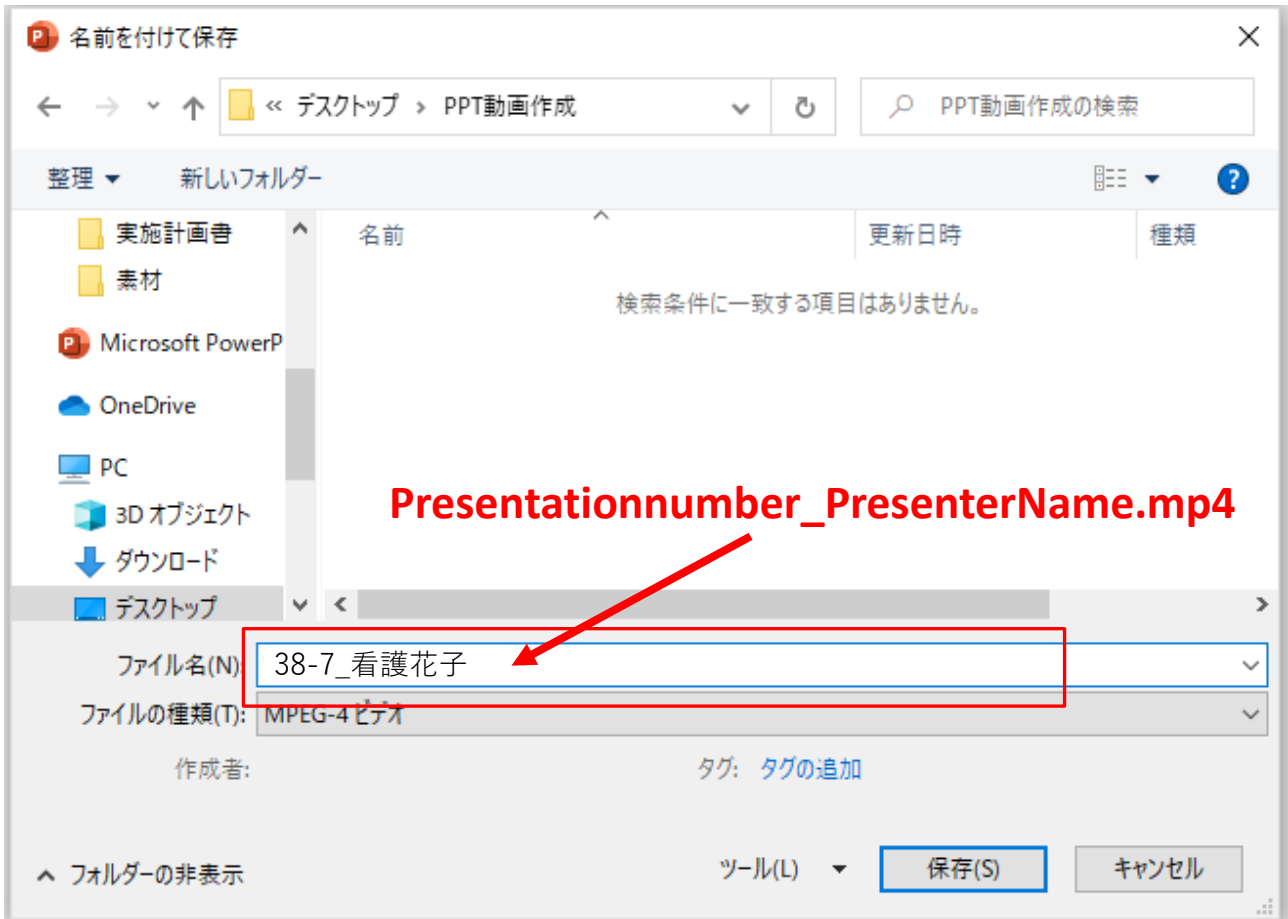 名前を付けて保存
« デスクトップ › PPT動画作成
PPT動画作成の検索
整理
新しいフォルダー
実施計画書
素材
Microsoft PowerP
OneDrive
PC
3D オブジェクト
ダウンロード
デスクトップ
名前
更新日時
種類
検索条件に一致する項目はありません。
Presentationnumber_PresenterName.mp4
ファイル名(N): 38-7_看護花子
ファイルの種類(T): MPEG-4 ビデオ
作成者:
タグ: タグの追加
フォルダーの非表示
ツール(L)
保存(S)
キャンセル